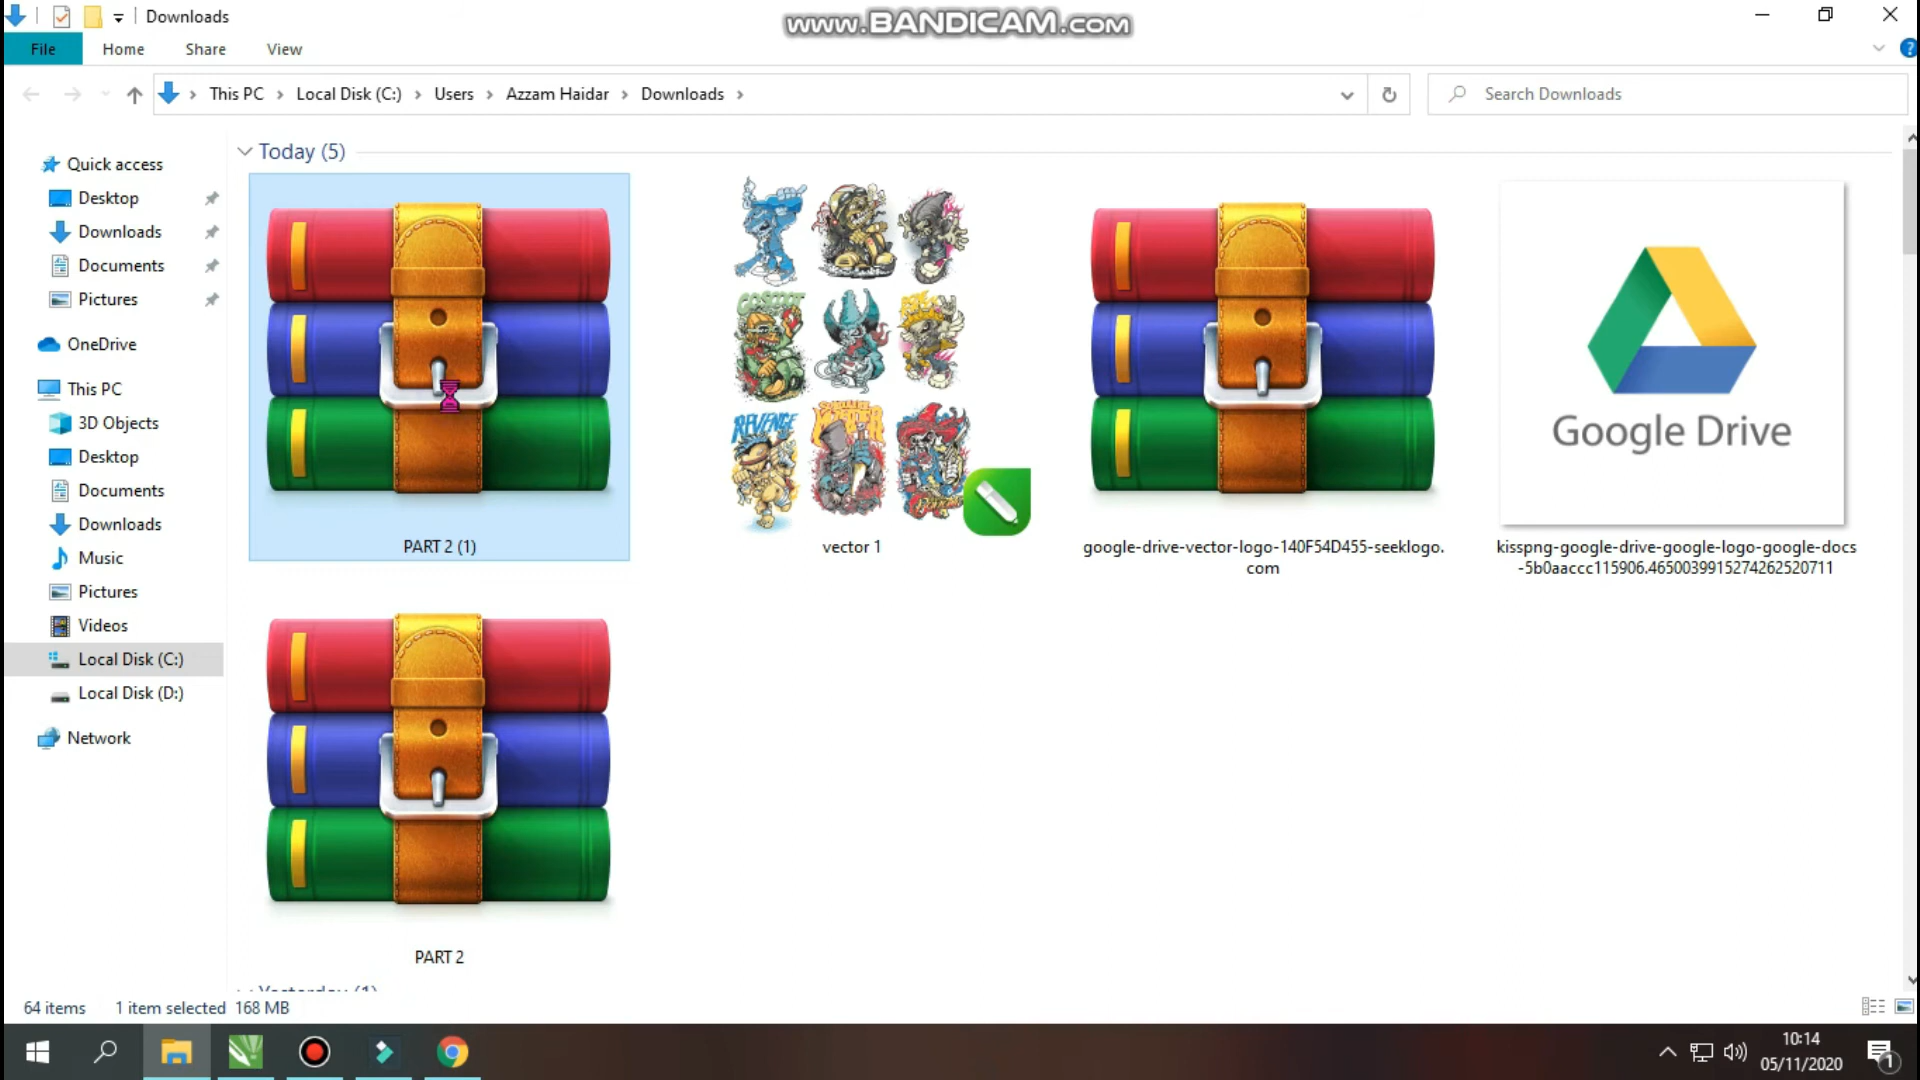 Downloads
www.BANDICAM.com
File
Home
Share
View
This PC
Local Disk (C:)
Users
Azzam Haidar
Downloads
Search Downloads
Quick access
Desktop
Downloads
Documents
Pictures
OneDrive
This PC
3D Objects
Desktop
Documents
Downloads
Music
Pictures
Videos
Local Disk (C:)
Local Disk (D:)
Network
Today (5)
REVENGE
Google Drive
PART 2 (1)
vector 1
google-drive-vector-logo-140F54D455-seeklogo.
com
kisspng-google-drive-google-logo-google-docs
-5b0aaccc115906.4650039915274262520711
PART 2
Yesterday (1)
64 items
1 item selected 168 MB
10:14
05/11/2020
1